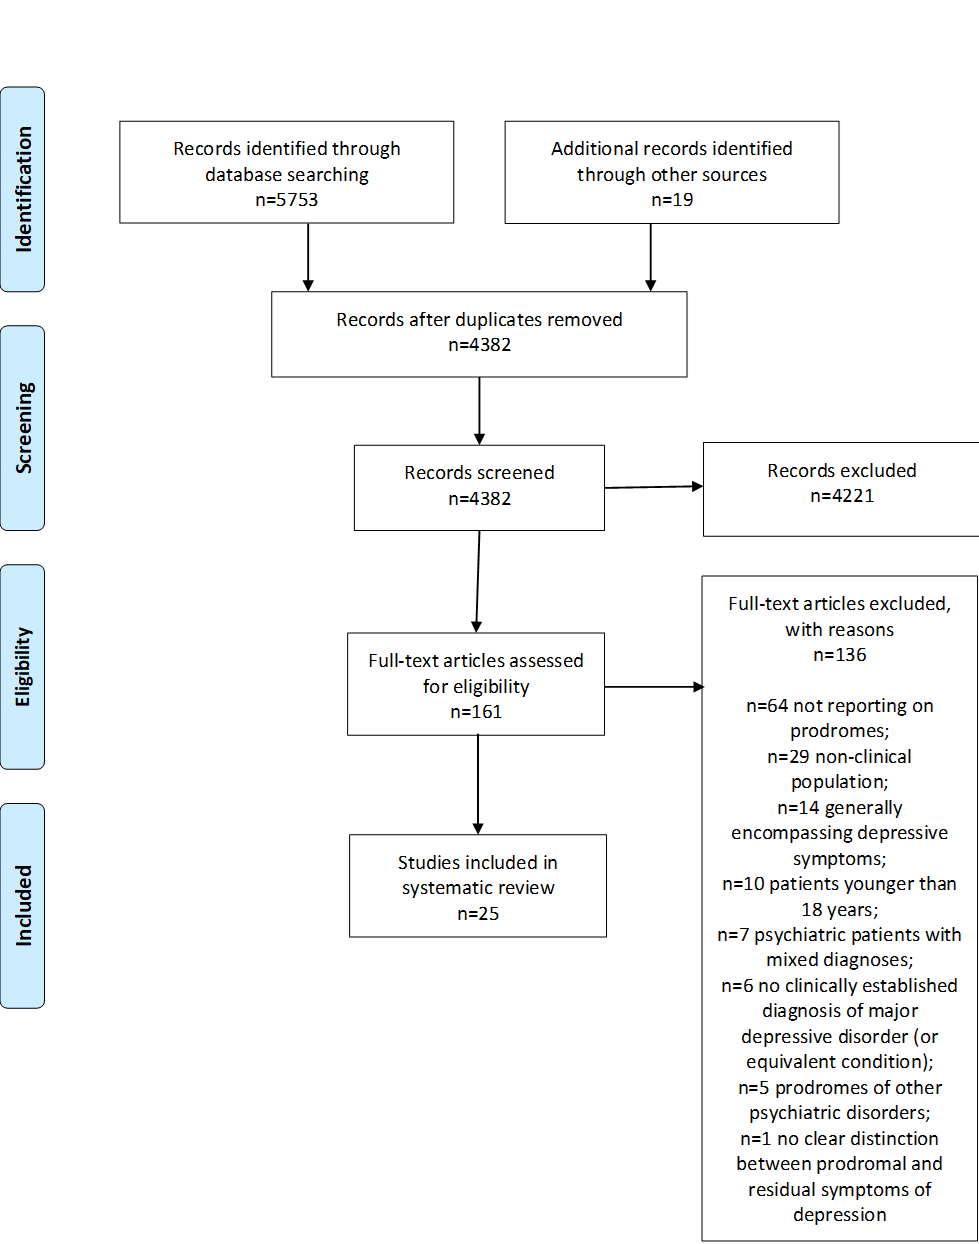 Identification
Records identified through
database searching
n=5753
Additional records identified
through other sources
n=19
Records after duplicates removed
n=4382
Screening
Records screened
n=4382
Records excluded
n=4221
Eligibility
Full-text articles assessed
for eligibility
n=161
Full-text articles excluded,
with reasons
n=136
n=64 not reporting on
prodromes;
n=29 non-clinical
population;
n=14 generally
encompassing depressive
symptoms;
n=10 patients younger than
18 years;
n=7 psychiatric patients with
mixed diagnoses;
n=6 no clinically established
diagnosis of major
depressive disorder (or
equivalent condition);
n=5 prodromes of other
psychiatric disorders;
n=1 no clear distinction
between prodromal and
residual symptoms of
depression
Included
Studies included in
systematic review
n=25